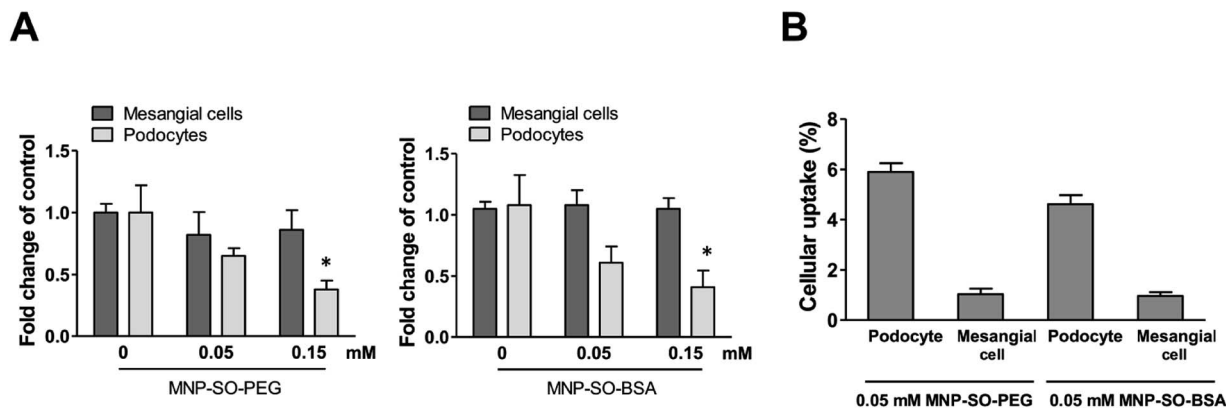 A
Mesangial cells
Podocytes
Fold change of control
1.5
1.0
0.5
0.0
*
0 0.05 0.15 mM
MNP-SO-PEG
Mesangial cells
Podocytes
Fold change of control
1.5
1.0
0.5
0.0
*
0 0.05 0.15 mM
MNP-SO-BSA
B
Cellular uptake (%)
8
6
4
2
0
Podocyte Mesangial Podocyte Mesangial
cell cell
0.05 mM MNP-SO-PEG 0.05 mM MNP-SO-BSA